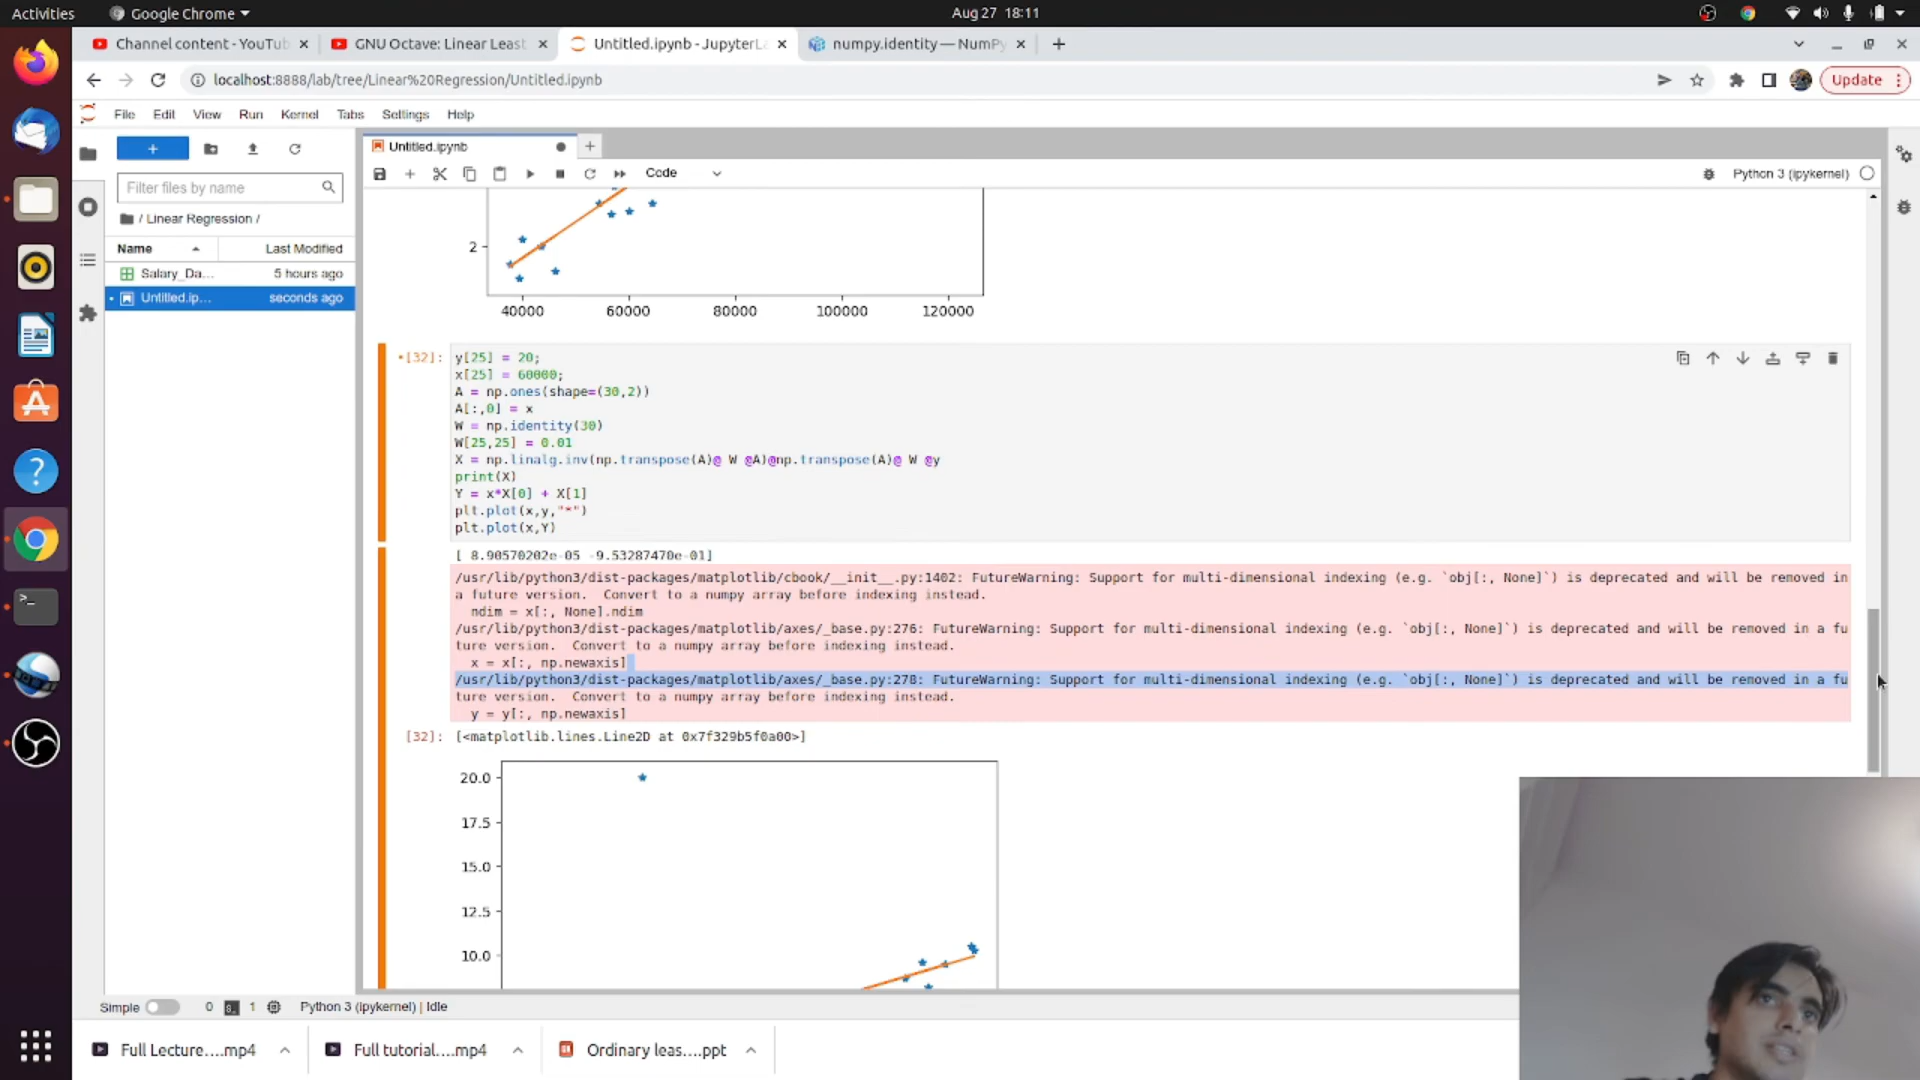 Activities
Google Chrome
Aug 27 18:11
Channel content - YouTub
GNU Octave: Linear Least
Untitled.ipynb - JupyterLa
numpy.identity — NumPy
localhost:8888/lab/tree/Linear%20Regression/Untitled.ipynb
Update
File Edit View Run Kernel Tabs Settings Help
Untitled.ipynb
Code
Python 3 (ipykernel)
Filter files by name
/ Linear Regression /
Name Last Modified
Salary_Da... 5 hours ago
Untitled.ip... seconds ago
2
40000 60000 80000 100000 120000
[32]:
y[25] = 20;
x[25] = 60000;
A = np.ones(shape=(30,2))
A[:,0] = x
W = np.identity(30)
W[25,25] = 0.01
X = np.linalg.inv(np.transpose(A)@ W @A)@np.transpose(A)@ W @y
print(X)
Y = x*X[0] + X[1]
plt.plot(x,y,"*")
plt.plot(x,Y)
[ 8.90570202e-05 -9.53287470e-01]
/usr/lib/python3/dist-packages/matplotlib/cbook/__init__.py:1402: FutureWarning: Support for multi-dimensional indexing (e.g. `obj[:, None]`) is deprecated and will be removed in
a future version.  Convert to a numpy array before indexing instead.
ndim = x[:, None].ndim
/usr/lib/python3/dist-packages/matplotlib/axes/_base.py:276: FutureWarning: Support for multi-dimensional indexing (e.g. `obj[:, None]`) is deprecated and will be removed in a fu
ture version.  Convert to a numpy array before indexing instead.
x = x[:, np.newaxis]
/usr/lib/python3/dist-packages/matplotlib/axes/_base.py:278: FutureWarning: Support for multi-dimensional indexing (e.g. `obj[:, None]`) is deprecated and will be removed in a fu
ture version.  Convert to a numpy array before indexing instead.
y = y[:, np.newaxis]
[32]: [<matplotlib.lines.Line2D at 0x7f329b5f0a00>]
20.0
17.5
15.0
12.5
10.0
Simple 0 1 Python 3 (ipykernel) | Idle
Full Lecture....mp4
Full tutorial....mp4
Ordinary leas....ppt